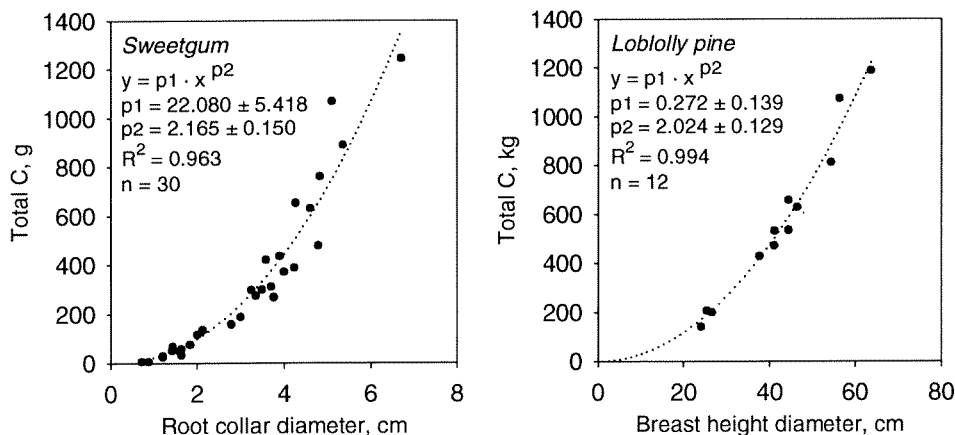 Sweetgum
y = p1 · x p2
p1 = 22.080 ± 5.418
p2 = 2.165 ± 0.150
R2 = 0.963
n = 30
Total C, g
1400
1200
1000
800
600
400
200
0
0 2 4 6 8
Root collar diameter, cm
Loblolly pine
y = p1 · x p2
p1 = 0.272 ± 0.139
p2 = 2.024 ± 0.129
R2 = 0.994
n = 12
Total C, kg
1400
1200
1000
800
600
400
200
0
0 20 40 60 80
Breast height diameter, cm